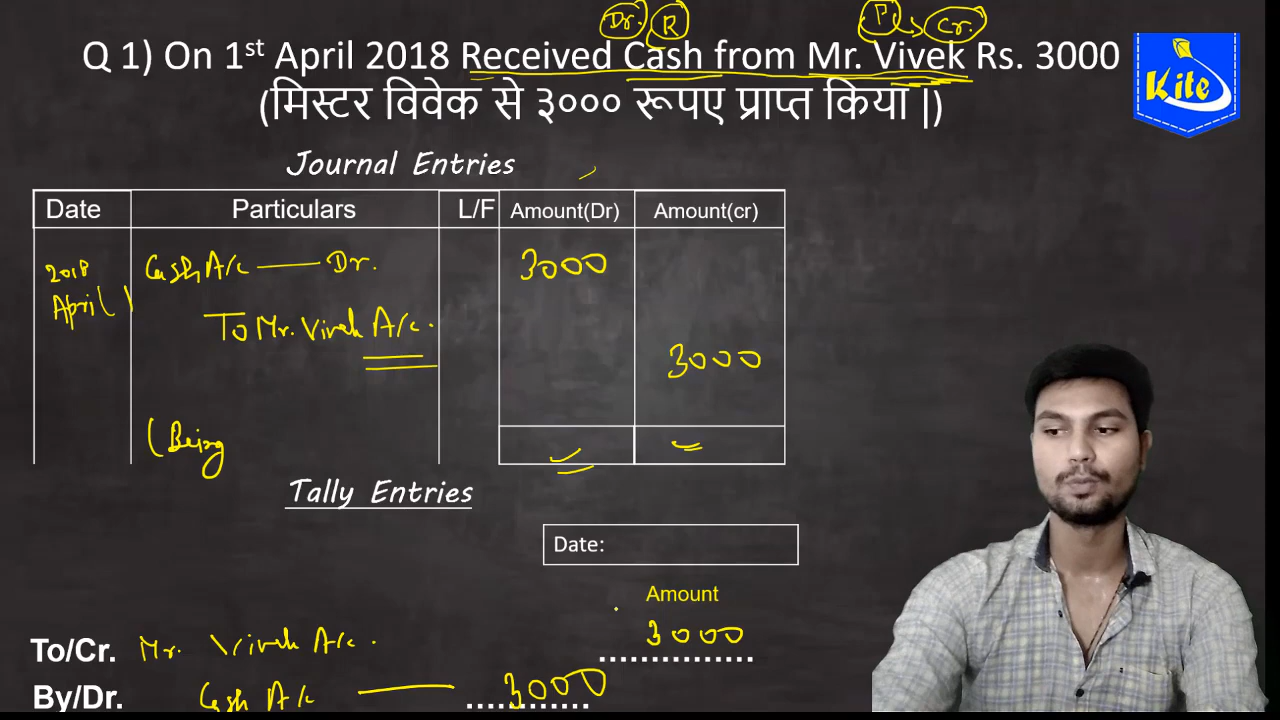 Dr. R P Cr.
Q 1) On 1st April 2018 Received Cash from Mr. Vivek Rs. 3000
(मिस्टर विवेक से ३००० रूपए प्राप्त किया |)
Kite
Journal Entries
Date Particulars L/F Amount(Dr) Amount(cr)
2018 Cash A/c Dr. 3000
April 1
To Mr. Vivek A/c.
3000
(Being
Tally Entries
Date:
Amount
To/Cr. Mr. Vivek A/c. 3000
By/Dr. Cash A/c 3000